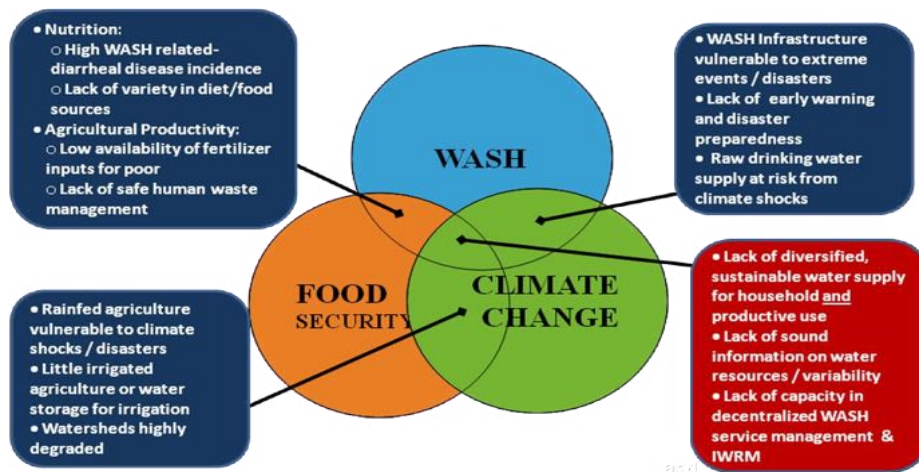 • Nutrition:
o High WASH related-
diarrheal disease incidence
o Lack of variety in diet/food
sources
• Agricultural Productivity:
o Low availability of fertilizer
inputs for poor
o Lack of safe human waste
management
• WASH Infrastructure
vulnerable to extreme
events / disasters
• Lack of early warning
and disaster
preparedness
• Raw drinking water
supply at risk from
climate shocks
WASH
FOOD
SECURITY
CLIMATE
CHANGE
• Rainfed agriculture
vulnerable to climate
shocks / disasters
• Little irrigated
agriculture or water
storage for irrigation
• Watersheds highly
degraded
• Lack of diversified,
sustainable water supply
for household and
productive use
• Lack of sound
information on water
resources / variability
• Lack of capacity in
decentralized WASH
service management &
IWRM